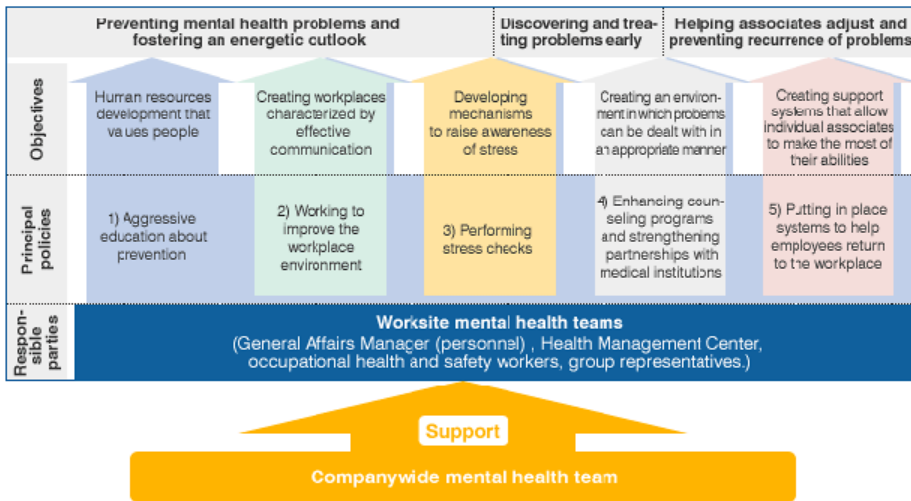 Preventing mental health problems and
fostering an energetic outlook
Discovering and trea-
ting problems early
Helping associates adjust and
preventing recurrence of problems
Objectives
Human resources
development that
values people
Creating workplaces
characterized by
effective
communication
Developing
mechanisms
to raise awareness
of stress
Creating an environ-
ment in which problems
can be dealt with in
an appropriate manner
Creating support
systems that allow
individual associates
to make the most of
their abilities
Principal
policies
1) Aggressive
education about
prevention
2) Working to
improve the
workplace
environment
3) Performing
stress checks
4) Enhancing coun-
seling programs
and strengthening
partnerships with
medical institutions
5) Putting in place
systems to help
employees return
to the workplace
Respon-
sible
parties
Worksite mental health teams
(General Affairs Manager (personnel) , Health Management Center,
occupational health and safety workers, group representatives.)
Support
Companywide mental health team